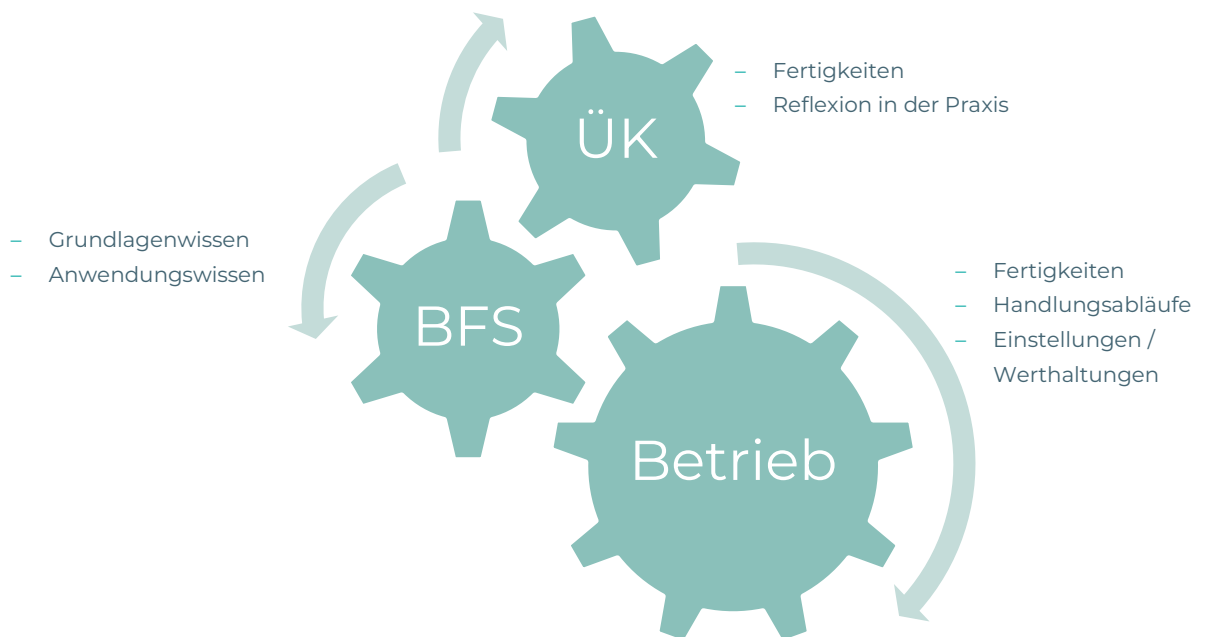 – Fertigkeiten
– Reflexion in der Praxis
ÜK
– Grundlagenwissen
– Anwendungswissen
BFS
– Fertigkeiten
– Handlungsabläufe
– Einstellungen /
Werthaltungen
Betrieb